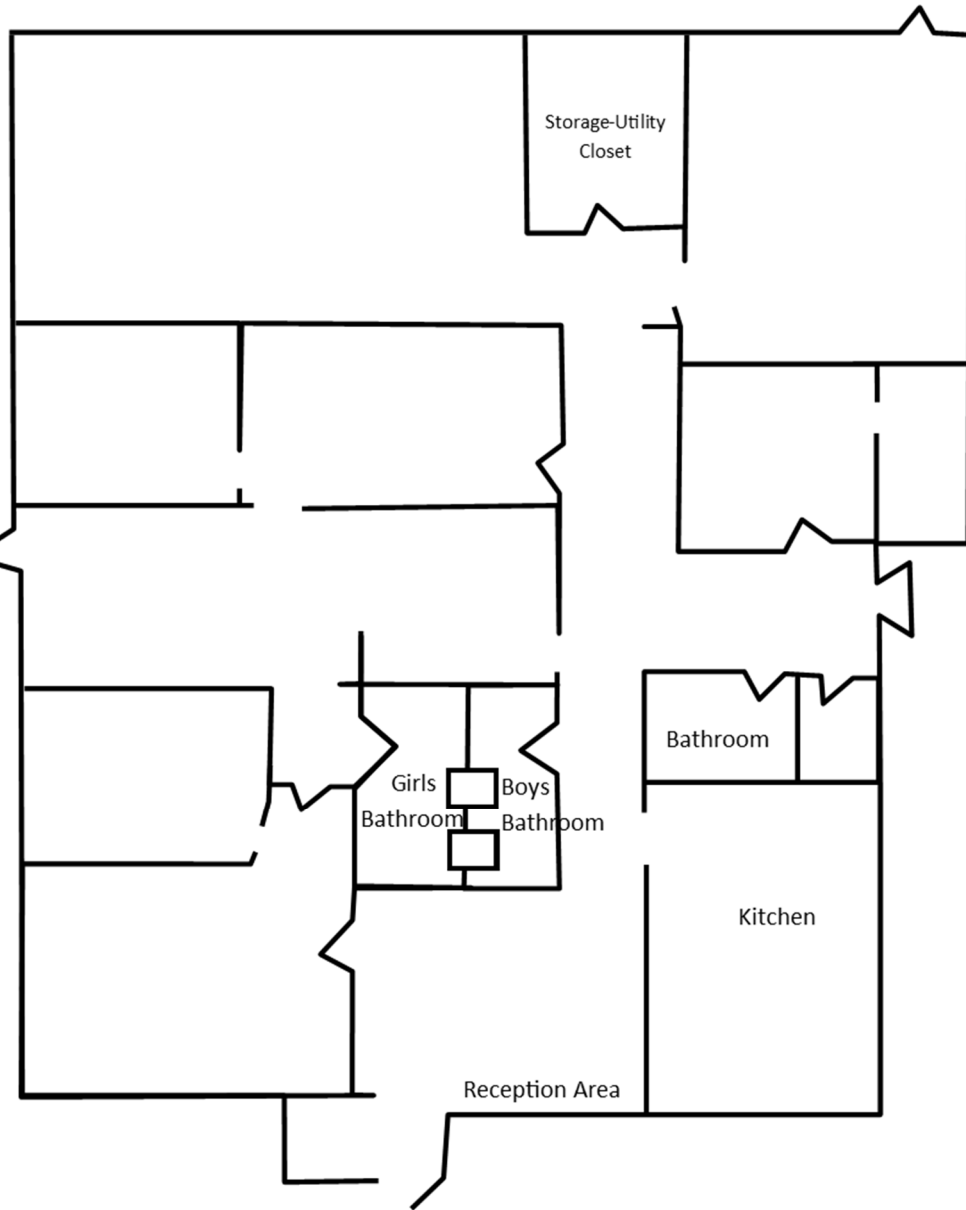 Storage-Utility
Closet
Bathroom
Girls
Bathroom
Boys
Bathroom
Kitchen
Reception Area